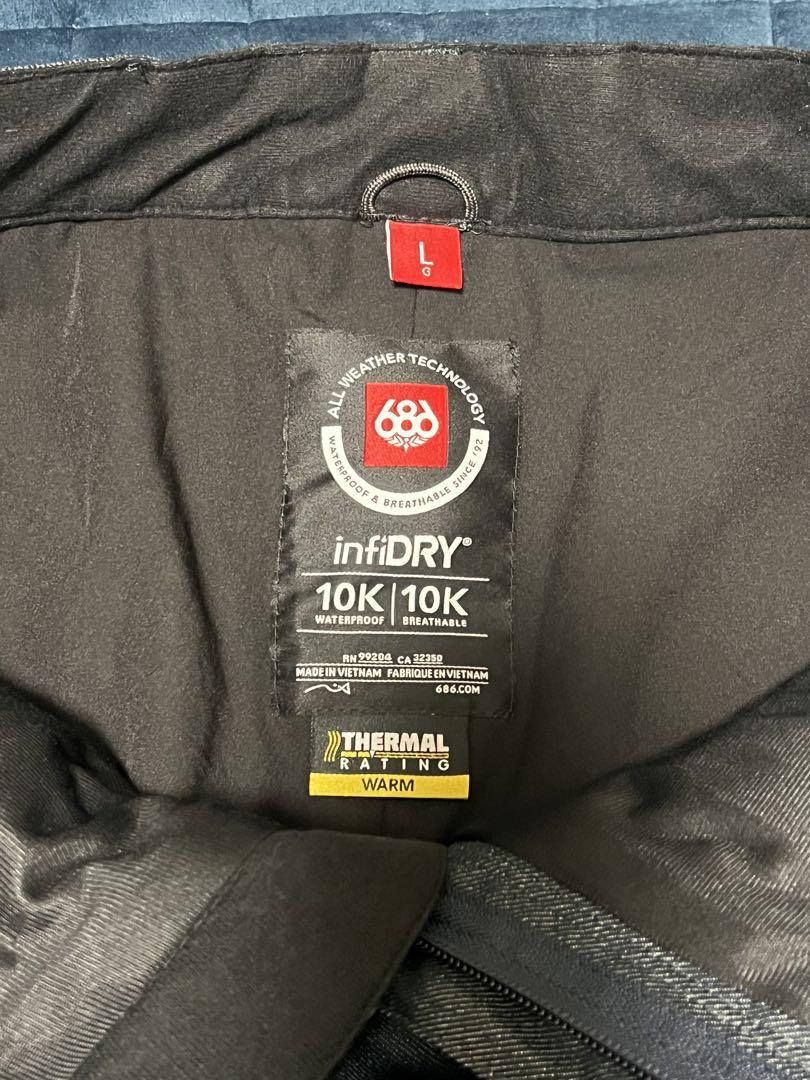 L
G
ALL WEATHER TECHNOLOGY
686
WATERPROOF & BREATHABLE SINCE '92
infiDRY®
10K | 10K
WATERPROOF BREATHABLE
RN 99204 CA 32350
MADE IN VIETNAM FABRIQUE EN VIETNAM
686.COM
THERMAL
RATING
WARM